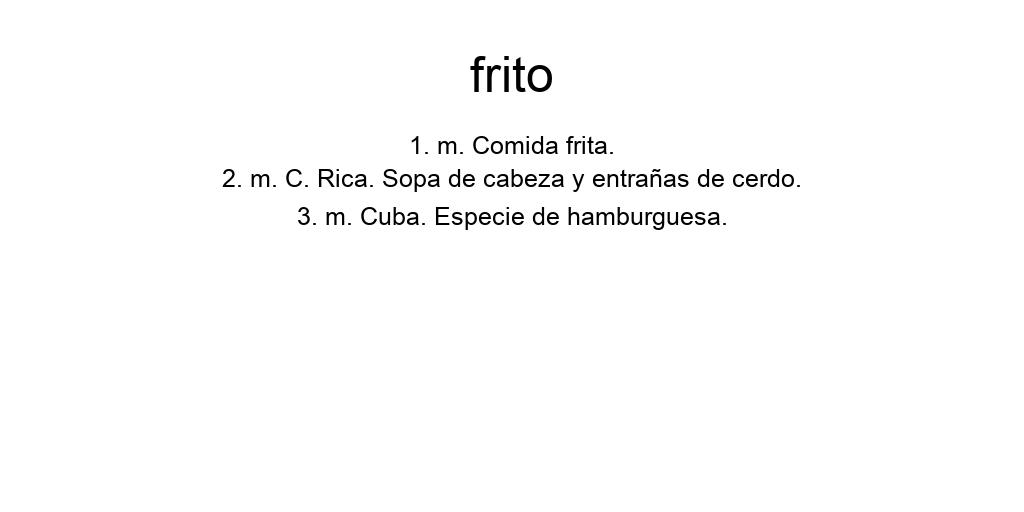 frito
1. m. Comida frita.
2. m. C. Rica. Sopa de cabeza y entrañas de cerdo.
3. m. Cuba. Especie de hamburguesa.